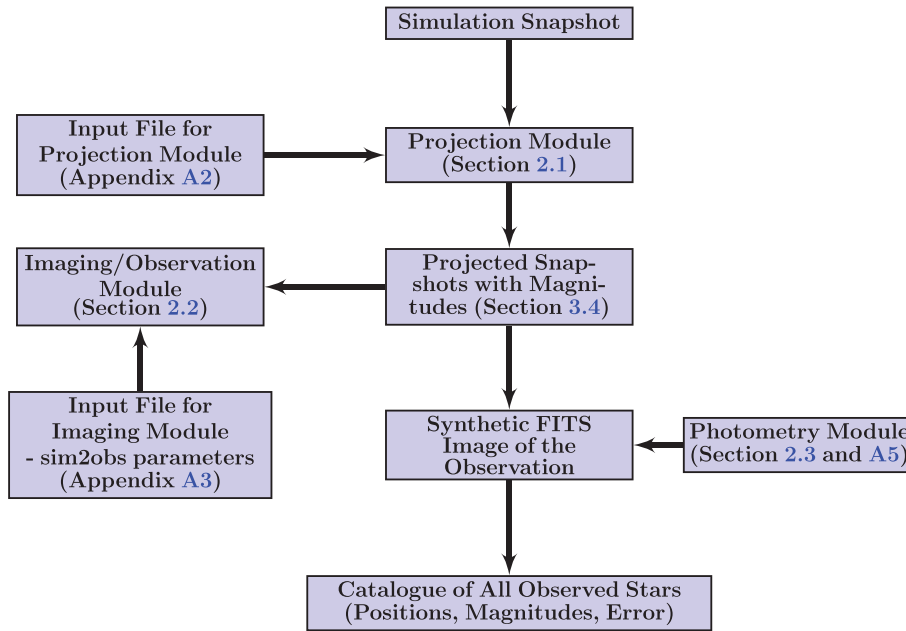 Simulation Snapshot
Input File for
Projection Module
(Appendix A2)
Projection Module
(Section 2.1)
Imaging/Observation
Module
(Section 2.2)
Projected Snap-
shots with Magni-
tudes (Section 3.4)
Input File for
Imaging Module
- sim2obs parameters
(Appendix A3)
Synthetic FITS
Image of the
Observation
Photometry Module
(Section 2.3 and A5)
Catalogue of All Observed Stars
(Positions, Magnitudes, Error)